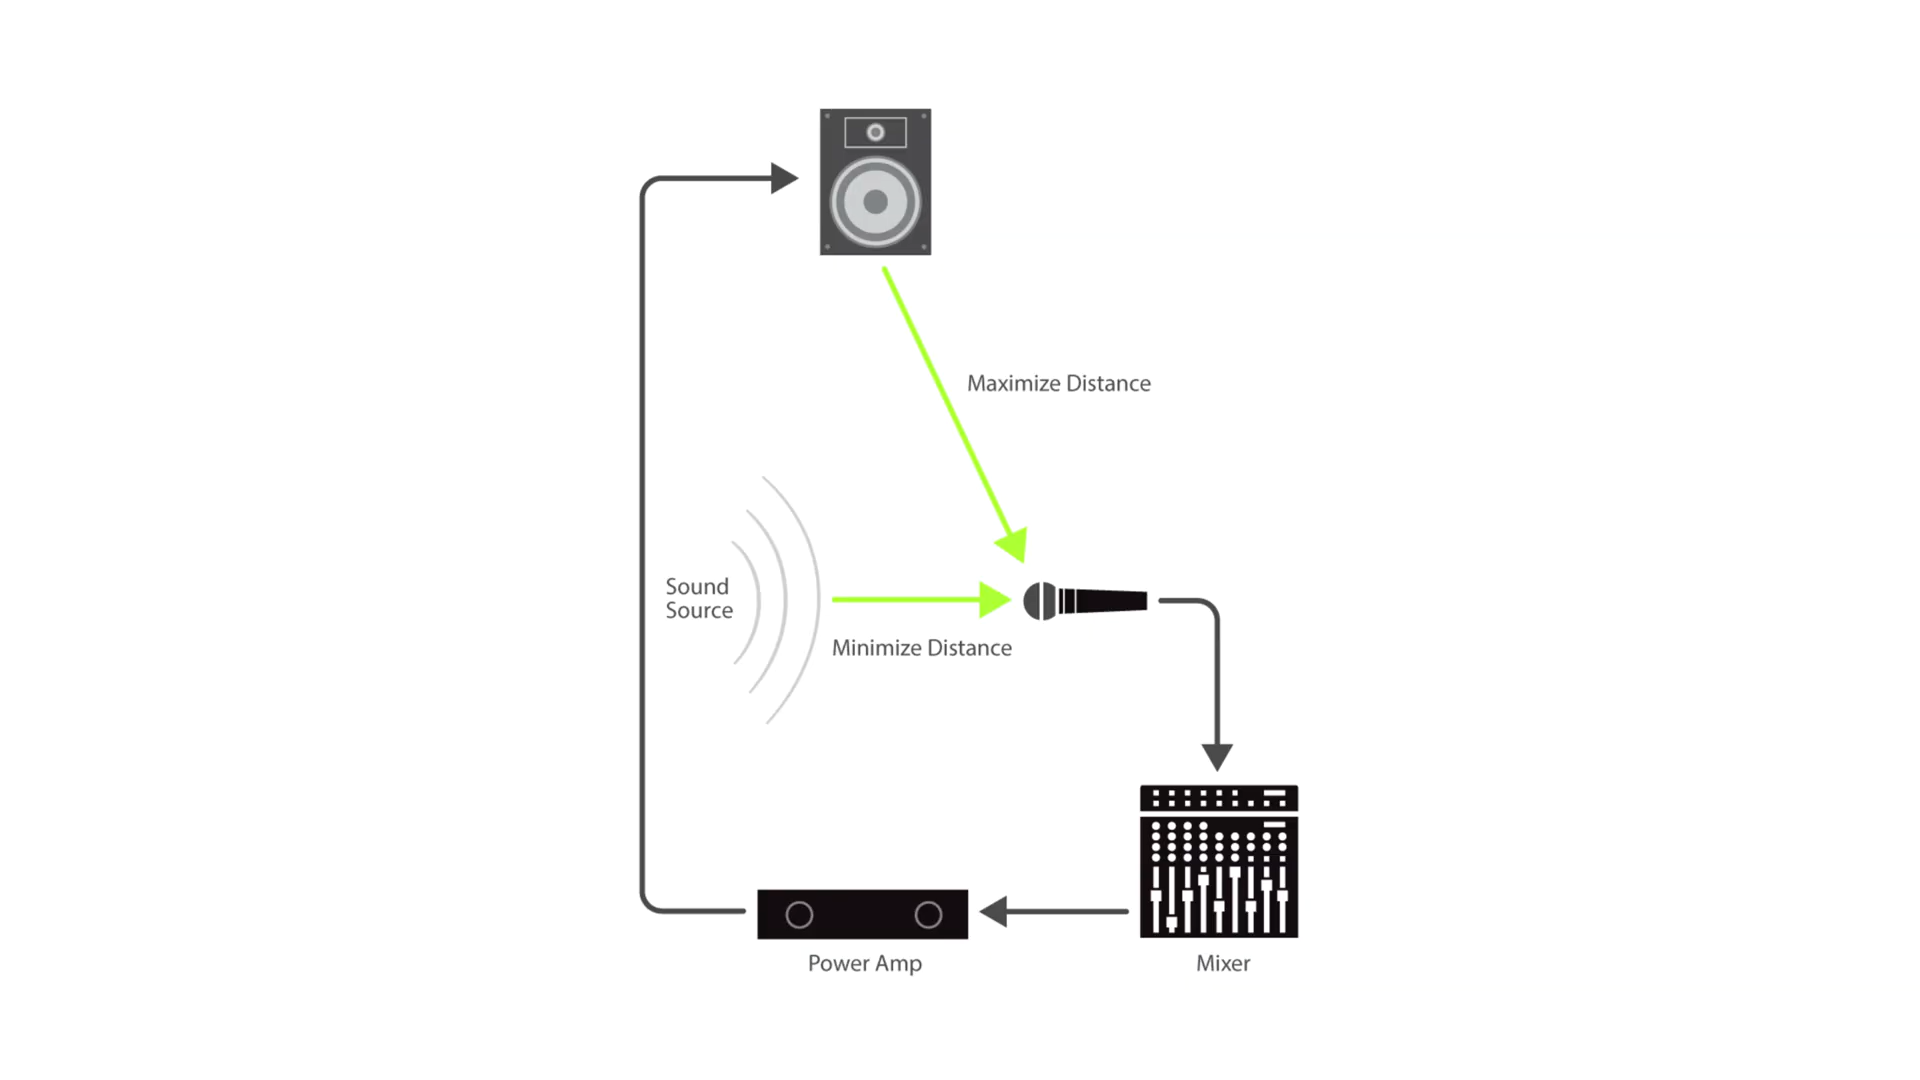 Maximize Distance
Sound
Source
Minimize Distance
Power Amp
Mixer